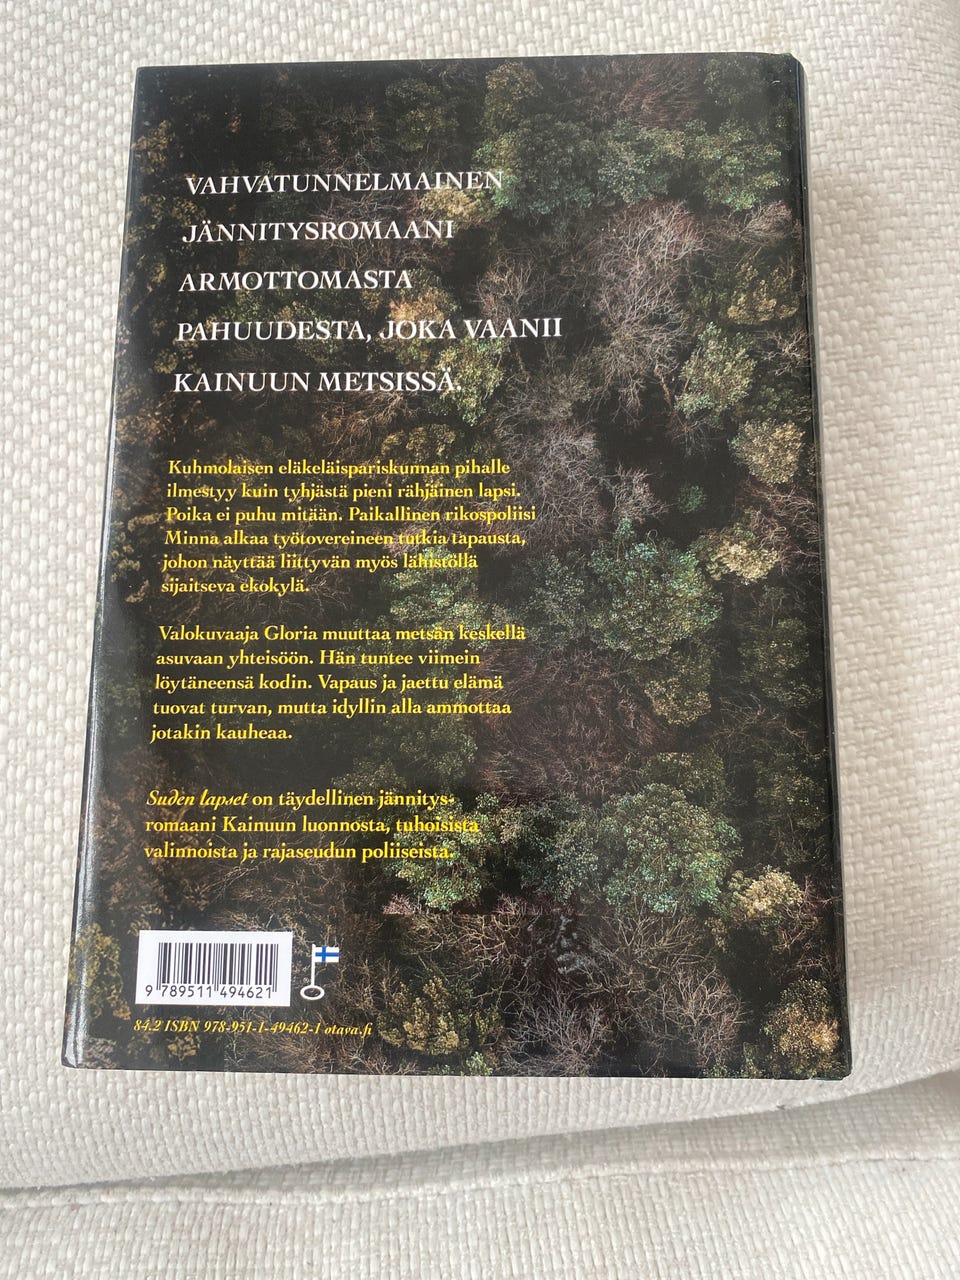 VAHVATUNNELMAINEN
JÄNNITYSROMAANI
ARMOTTOMASTA
PAHUUDESTA, JOKA VAANII
KAINUUN METSISSÄ.
Kuhmolaisen eläkeläispariskunnan pihalle
ilmestyy kuin tyhjästä pieni rähjäinen lapsi.
Poika ei puhu mitään. Paikallinen rikospoliisi
Minna alkaa työtovereineen tutkia tapausta,
johon näyttää liittyvän myös lähistöllä
sijaitseva ekokylä.
Valokuvaaja Gloria muuttaa metsän keskellä
asuvaan yhteisöön. Hän tuntee viimein
löytäneensä kodin. Vapaus ja jaettu elämä
tuovat turvan, mutta idyllin alla ammottaa
jotakin kauheaa.
Suden lapset on täydellinen jännitys-
romaani Kainuun luonnosta, tuhoisista
valinnoista ja rajaseudun poliiseista.
9 789511 494621
84.2 ISBN 978-951-1-49462-1 otava.fi